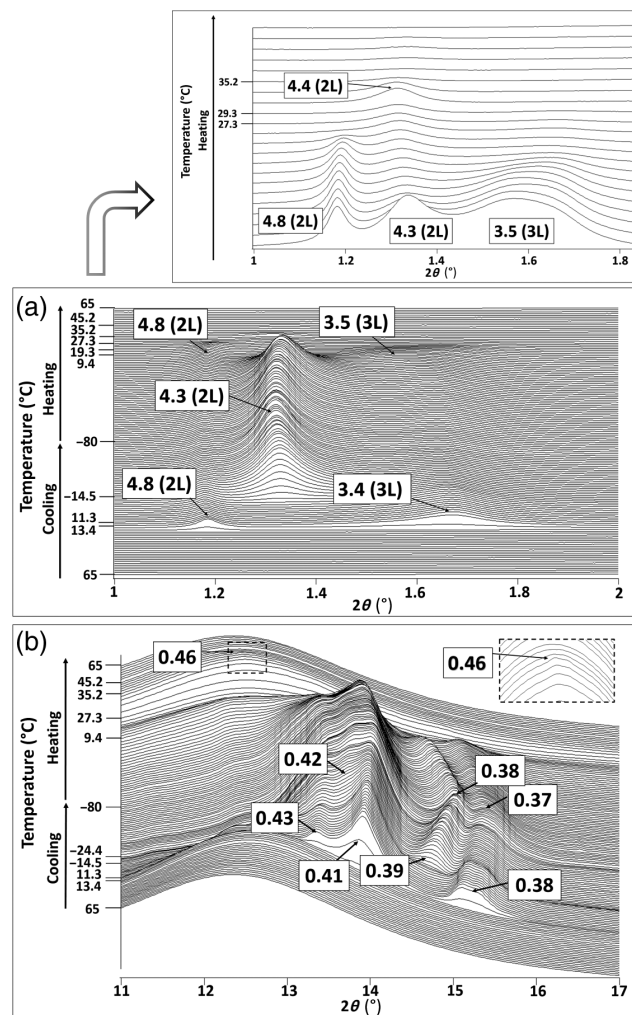 Temperature (°C)
Heating
35.2
29.3
27.3
4.4 (2L)
4.8 (2L)
4.3 (2L)
3.5 (3L)
1
1.2
1.4
1.6
1.8
2θ (°)
(a)
Temperature (°C)
Cooling
Heating
65
45.2
35.2
27.3
19.3
9.4
−80
−14.5
11.3
13.4
65
4.8 (2L)
3.5 (3L)
4.3 (2L)
4.8 (2L)
3.4 (3L)
1
1.2
1.4
1.6
1.8
2
2θ (°)
(b)
Temperature (°C)
Cooling
Heating
65
45.2
35.2
27.3
9.4
−80
−24.4
−14.5
11.3
13.4
65
0.46
0.46
0.42
0.38
0.37
0.43
0.41
0.39
0.38
11
12
13
14
15
16
17
2θ (°)